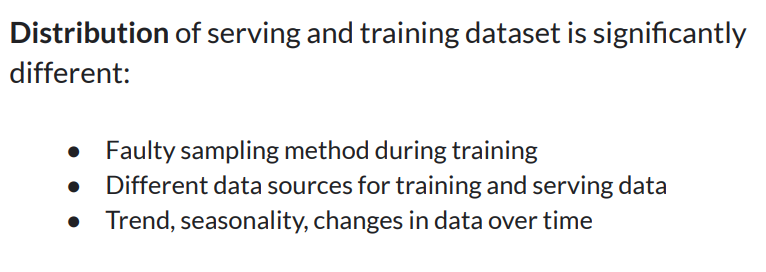 Distribution of serving and training dataset is significantly
different:
● Faulty sampling method during training
● Different data sources for training and serving data
● Trend, seasonality, changes in data over time